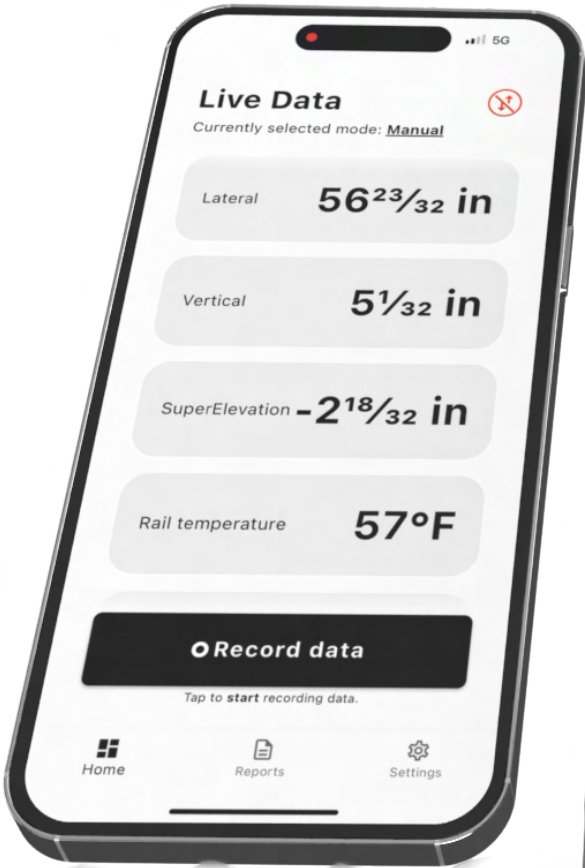 5G
Live Data
Currently selected mode: Manual
Lateral 56²³⁄₃₂ in
Vertical 5¹⁄₃₂ in
SuperElevation -2¹⁸⁄₃₂ in
Rail temperature 57°F
Record data
Tap to start recording data.
Home Reports Settings